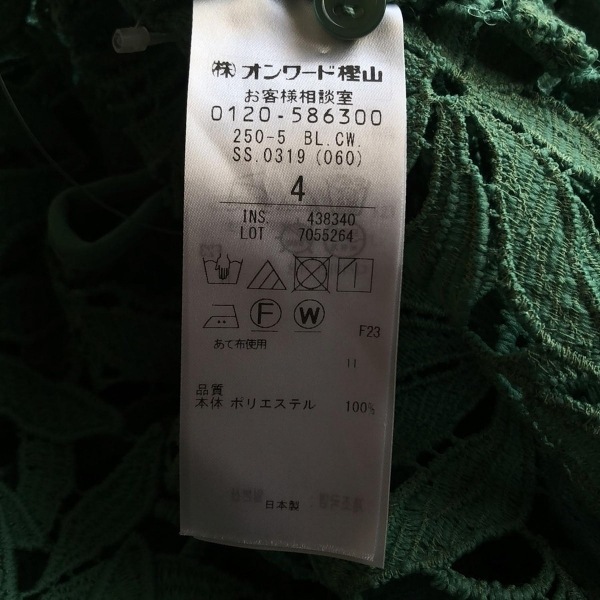 (株)オンワード樫山
お客様相談室
0120-586300
250-5 BL.CW.
SS.0319 (060)
4
INS. 438340
LOT 7055264
F W
あて布使用
F23
11
品質
本体 ポリエステル 100%
日本製